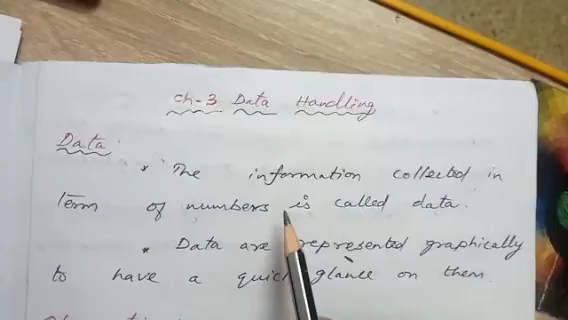 Ch-3 Data Handling
Data
* The information collected in
Term of numbers is called data.
* Data are represented graphically
to have a quick glance on them.